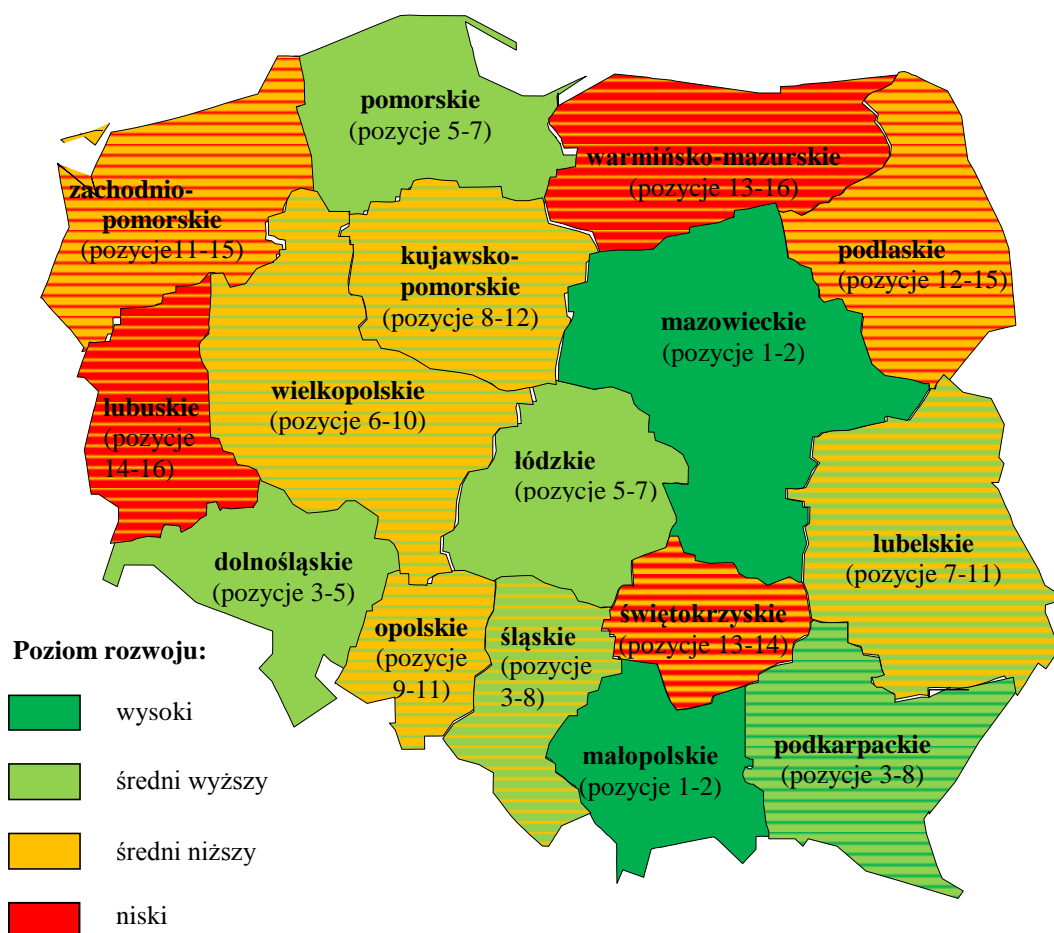 pomorskie
(pozycje 5-7)
warmińsko-mazurskie
(pozycje 13-16)
zachodnio-
pomorskie
(pozycje11-15)
podlaskie
(pozycje 12-15)
kujawsko-
pomorskie
(pozycje 8-12)
mazowieckie
(pozycje 1-2)
wielkopolskie
(pozycje 6-10)
lubuskie
(pozycje
14-16)
łódzkie
(pozycje 5-7)
lubelskie
(pozycje 7-11)
dolnośląskie
(pozycje 3-5)
opolskie
(pozycje
9-11)
śląskie
(pozycje
3-8)
świętokrzyskie
(pozycje 13-14)
małopolskie
(pozycje 1-2)
podkarpackie
(pozycje 3-8)
Poziom rozwoju:
wysoki
średni wyższy
średni niższy
niski